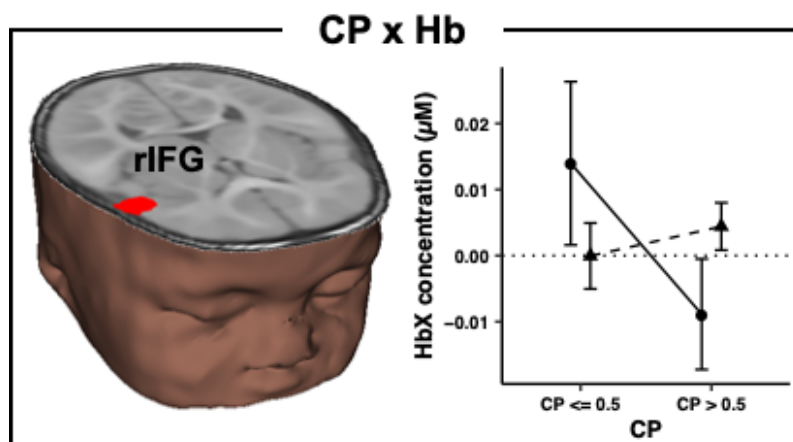 CP x Hb
rIFG
HbX concentration (µM)
0.02
0.01
0.00
−0.01
CP <= 0.5 CP > 0.5
CP